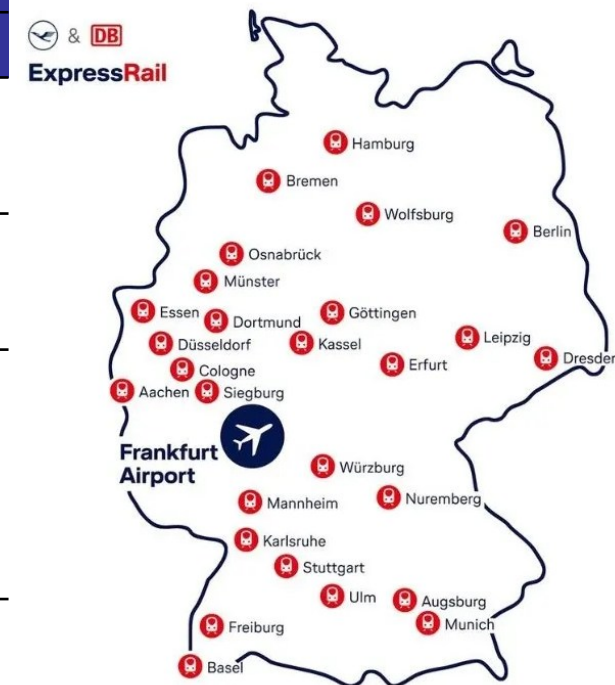 & DB
ExpressRail
Hamburg
Bremen
Wolfsburg
Berlin
Osnabrück
Münster
Essen
Dortmund
Göttingen
Düsseldorf
Kassel
Leipzig
Dresden
Cologne
Erfurt
Aachen
Siegburg
Frankfurt
Airport
Würzburg
Mannheim
Nuremberg
Karlsruhe
Stuttgart
Ulm
Augsburg
Freiburg
Munich
Basel